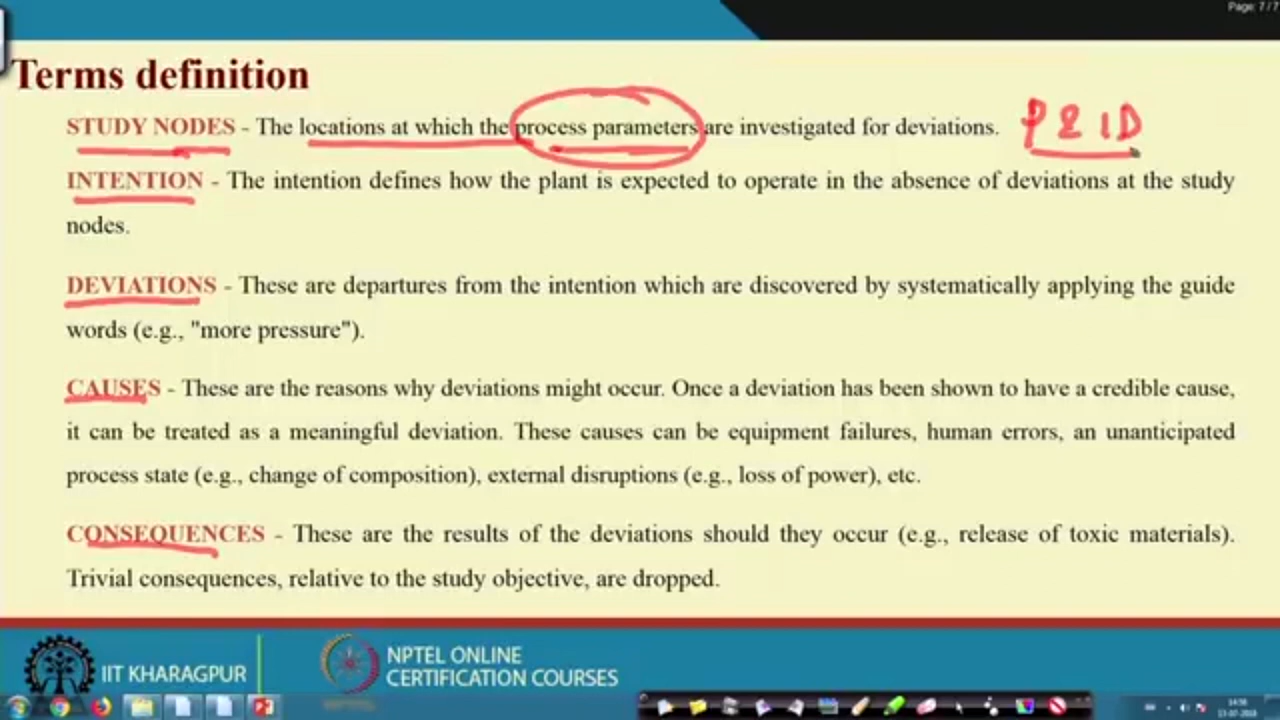 Page: 7 / 7
Terms definition
STUDY NODES - The locations at which the process parameters are investigated for deviations. P & ID
INTENTION - The intention defines how the plant is expected to operate in the absence of deviations at the study
nodes.
DEVIATIONS - These are departures from the intention which are discovered by systematically applying the guide
words (e.g., "more pressure").
CAUSES - These are the reasons why deviations might occur. Once a deviation has been shown to have a credible cause,
it can be treated as a meaningful deviation. These causes can be equipment failures, human errors, an unanticipated
process state (e.g., change of composition), external disruptions (e.g., loss of power), etc.
CONSEQUENCES - These are the results of the deviations should they occur (e.g., release of toxic materials).
Trivial consequences, relative to the study objective, are dropped.
IIT KHARAGPUR
NPTEL ONLINE
CERTIFICATION COURSES